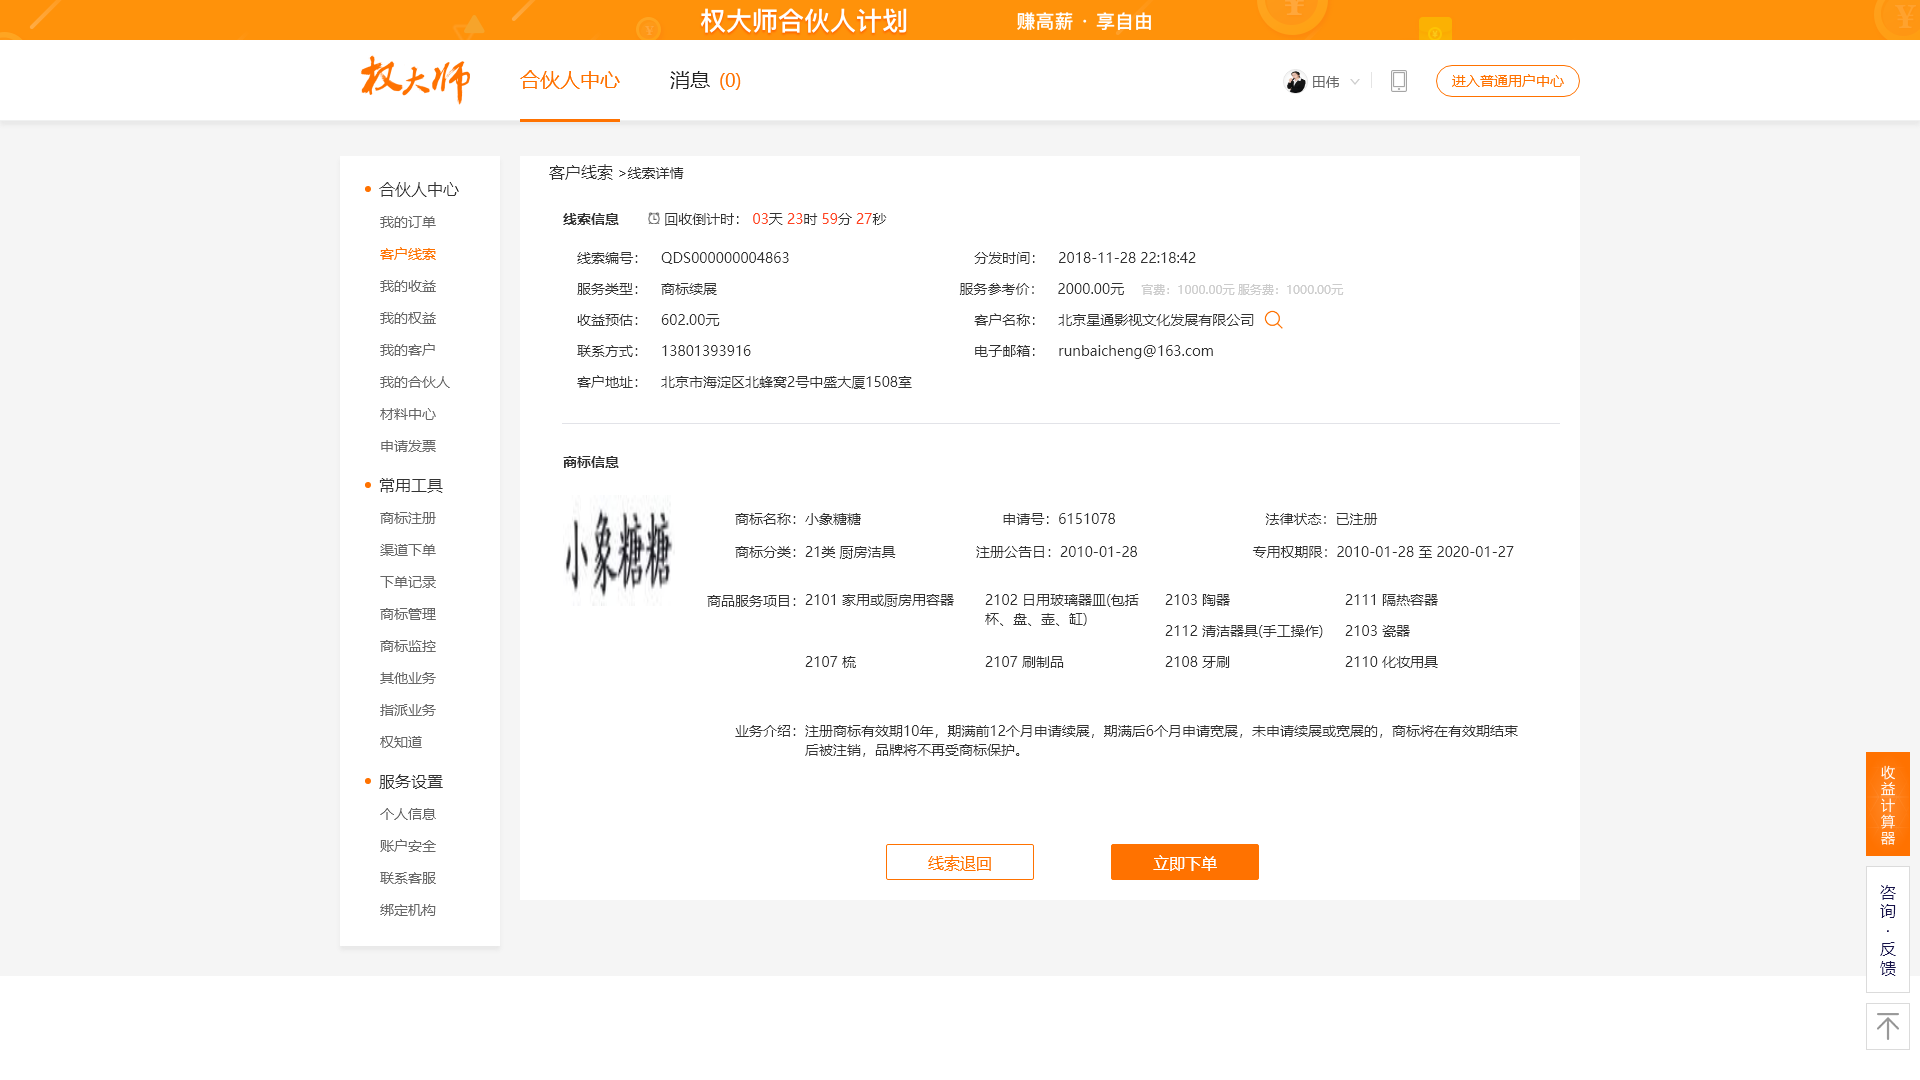 权大师合伙人计划 赚高薪 · 享自由
权大师 合伙人中心 消息 (0) 田伟 进入普通用户中心
合伙人中心
我的订单
客户线索
我的收益
我的权益
我的客户
我的合伙人
材料中心
申请发票
常用工具
商标注册
渠道下单
下单记录
商标管理
商标监控
其他业务
指派业务
权知道
服务设置
个人信息
账户安全
联系客服
绑定机构
客户线索 >线索详情
线索信息 回收倒计时： 03天 23时 59分 27秒
线索编号： QDS000000004863 分发时间： 2018-11-28 22:18:42
服务类型： 商标续展 服务参考价： 2000.00元 官费：1000.00元 服务费：1000.00元
收益预估： 602.00元 客户名称： 北京星通影视文化发展有限公司
联系方式： 13801393916 电子邮箱： runbaicheng@163.com
客户地址： 北京市海淀区北蜂窝2号中盛大厦1508室
商标信息
小象糖糖
商标名称：小象糖糖 申请号：6151078 法律状态：已注册
商标分类：21类 厨房洁具 注册公告日：2010-01-28 专用权期限：2010-01-28 至 2020-01-27
商品服务项目：2101 家用或厨房用容器 2102 日用玻璃器皿(包括 2103 陶器 2111 隔热容器
杯、盘、壶、缸)
2112 清洁器具(手工操作) 2103 瓷器
2107 梳 2107 刷制品 2108 牙刷 2110 化妆用具
业务介绍：注册商标有效期10年，期满前12个月申请续展，期满后6个月申请宽展，未申请续展或宽展的，商标将在有效期结束
后被注销，品牌将不再受商标保护。
线索退回 立即下单
收益计算器
咨询·反馈